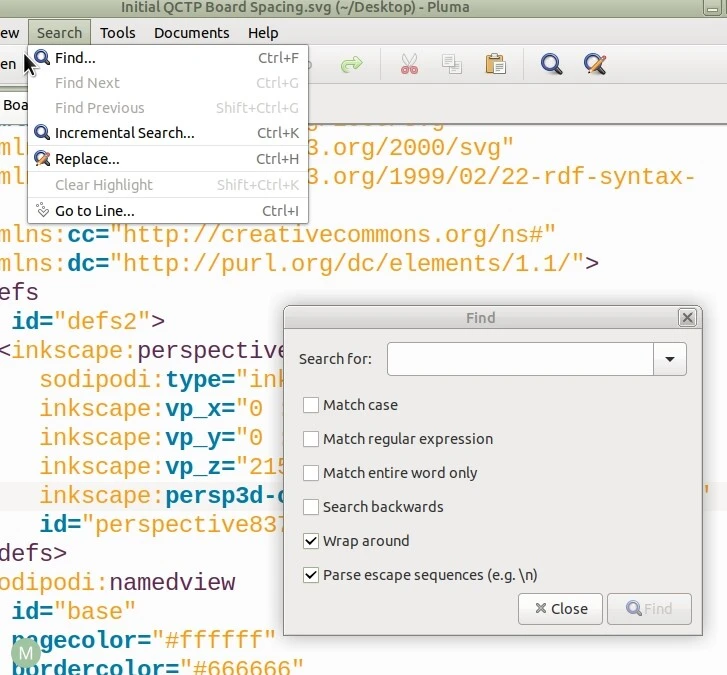 Initial QCTP Board Spacing.svg (~/Desktop) - Pluma
ew Search Tools Documents Help
en
Find... Ctrl+F
Find Next Ctrl+G
Find Previous Shift+Ctrl+G
Incremental Search... Ctrl+K
Replace... Ctrl+H
Clear Highlight Shift+Ctrl+K
Go to Line... Ctrl+I
Boa
3.org/2000/svg"
3.org/1999/02/22-rdf-syntax-
mlns:cc="http://creativecommons.org/ns#"
mlns:dc="http://purl.org/dc/elements/1.1/">
efs
id="defs2">
<inkscape:perspective
sodipodi:type="ink
inkscape:vp_x="0
inkscape:vp_y="0
inkscape:vp_z="215
inkscape:persp3d-o
id="perspective837
defs>
odipodi:namedview
id="base"
pagecolor="#ffffff"
bordercolor="#666666"
M
Find
Search for:
Match case
Match regular expression
Match entire word only
Search backwards
Wrap around
Parse escape sequences (e.g. \n)
Close Find